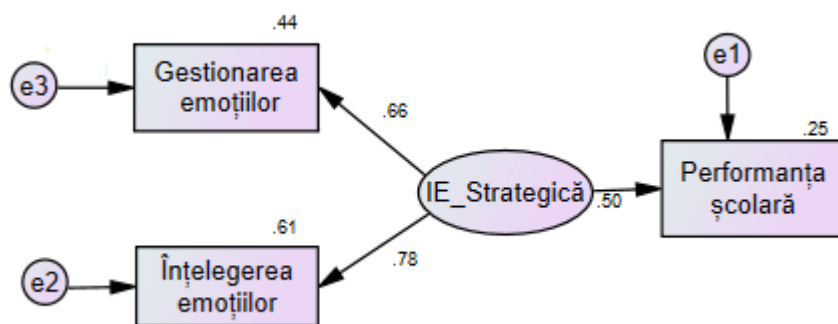 .44
Gestionarea
emoțiilor
e3
.66
e1
.25
Performanța
școlară
IE_Strategică
.50
.61
Înțelegerea
emoțiilor
e2
.78